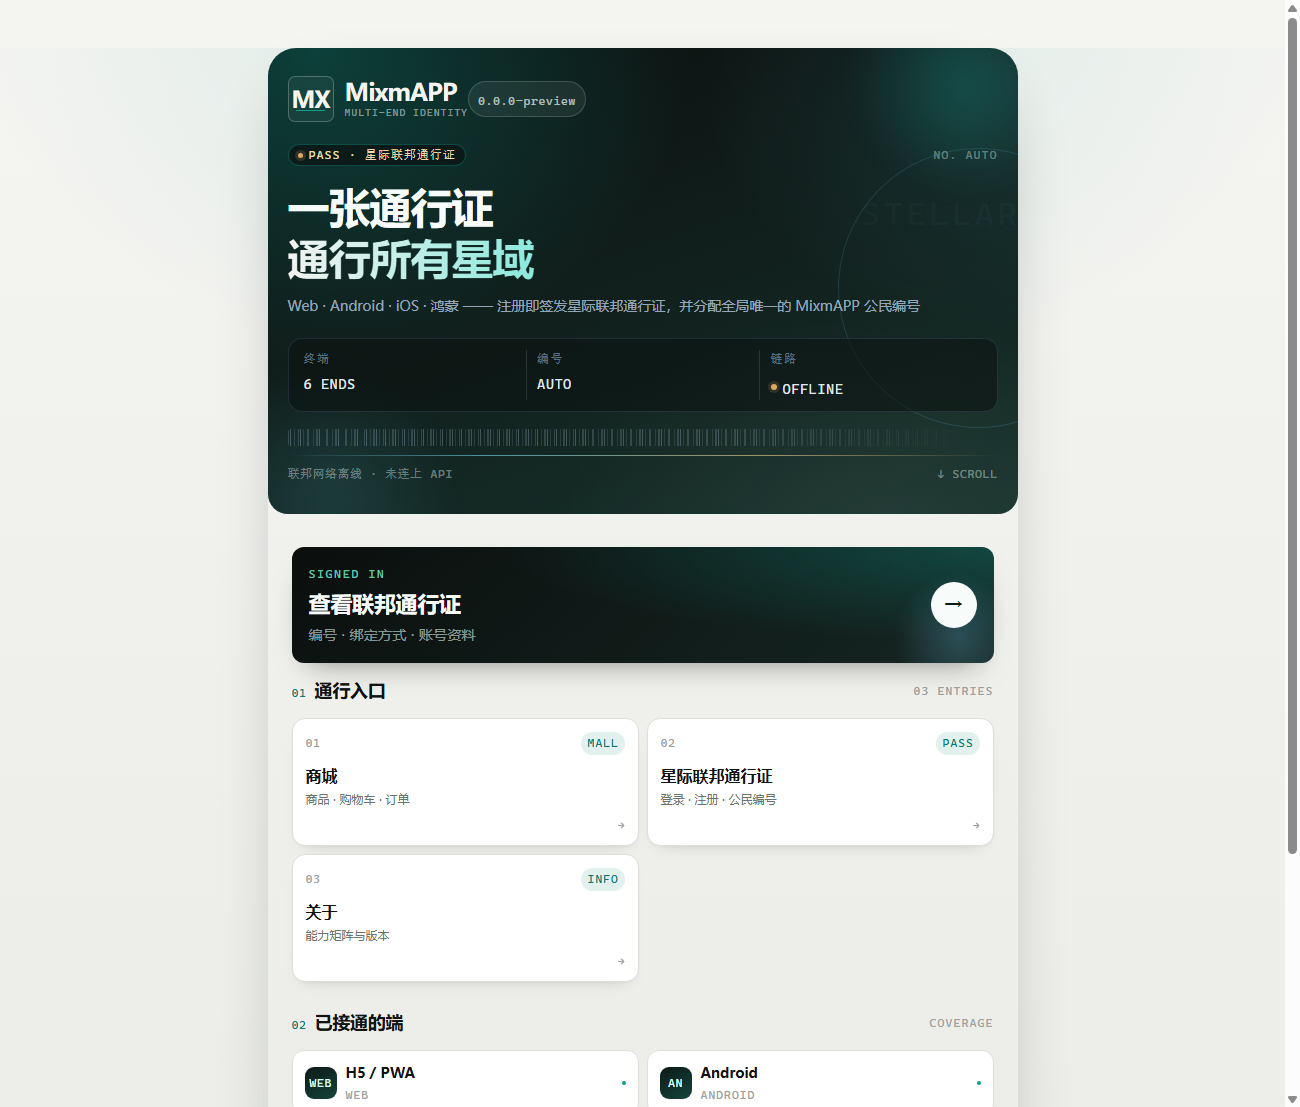 MX
MixmAPP
MULTI-END IDENTITY
0.0.0-preview
PASS · 星际联邦通行证
NO. AUTO
STELLAR
一张通行证
通行所有星域
Web · Android · iOS · 鸿蒙 —— 注册即签发星际联邦通行证，并分配全局唯一的 MixmAPP 公民编号
终端
6 ENDS
编号
AUTO
链路
OFFLINE
联邦网络离线 · 未连上 API
↓ SCROLL
SIGNED IN
查看联邦通行证
编号 · 绑定方式 · 账号资料
→
01 通行入口
03 ENTRIES
01
MALL
商城
商品 · 购物车 · 订单
→
02
PASS
星际联邦通行证
登录 · 注册 · 公民编号
→
03
INFO
关于
能力矩阵与版本
→
02 已接通的端
COVERAGE
WEB
H5 / PWA
WEB
AN
Android
ANDROID